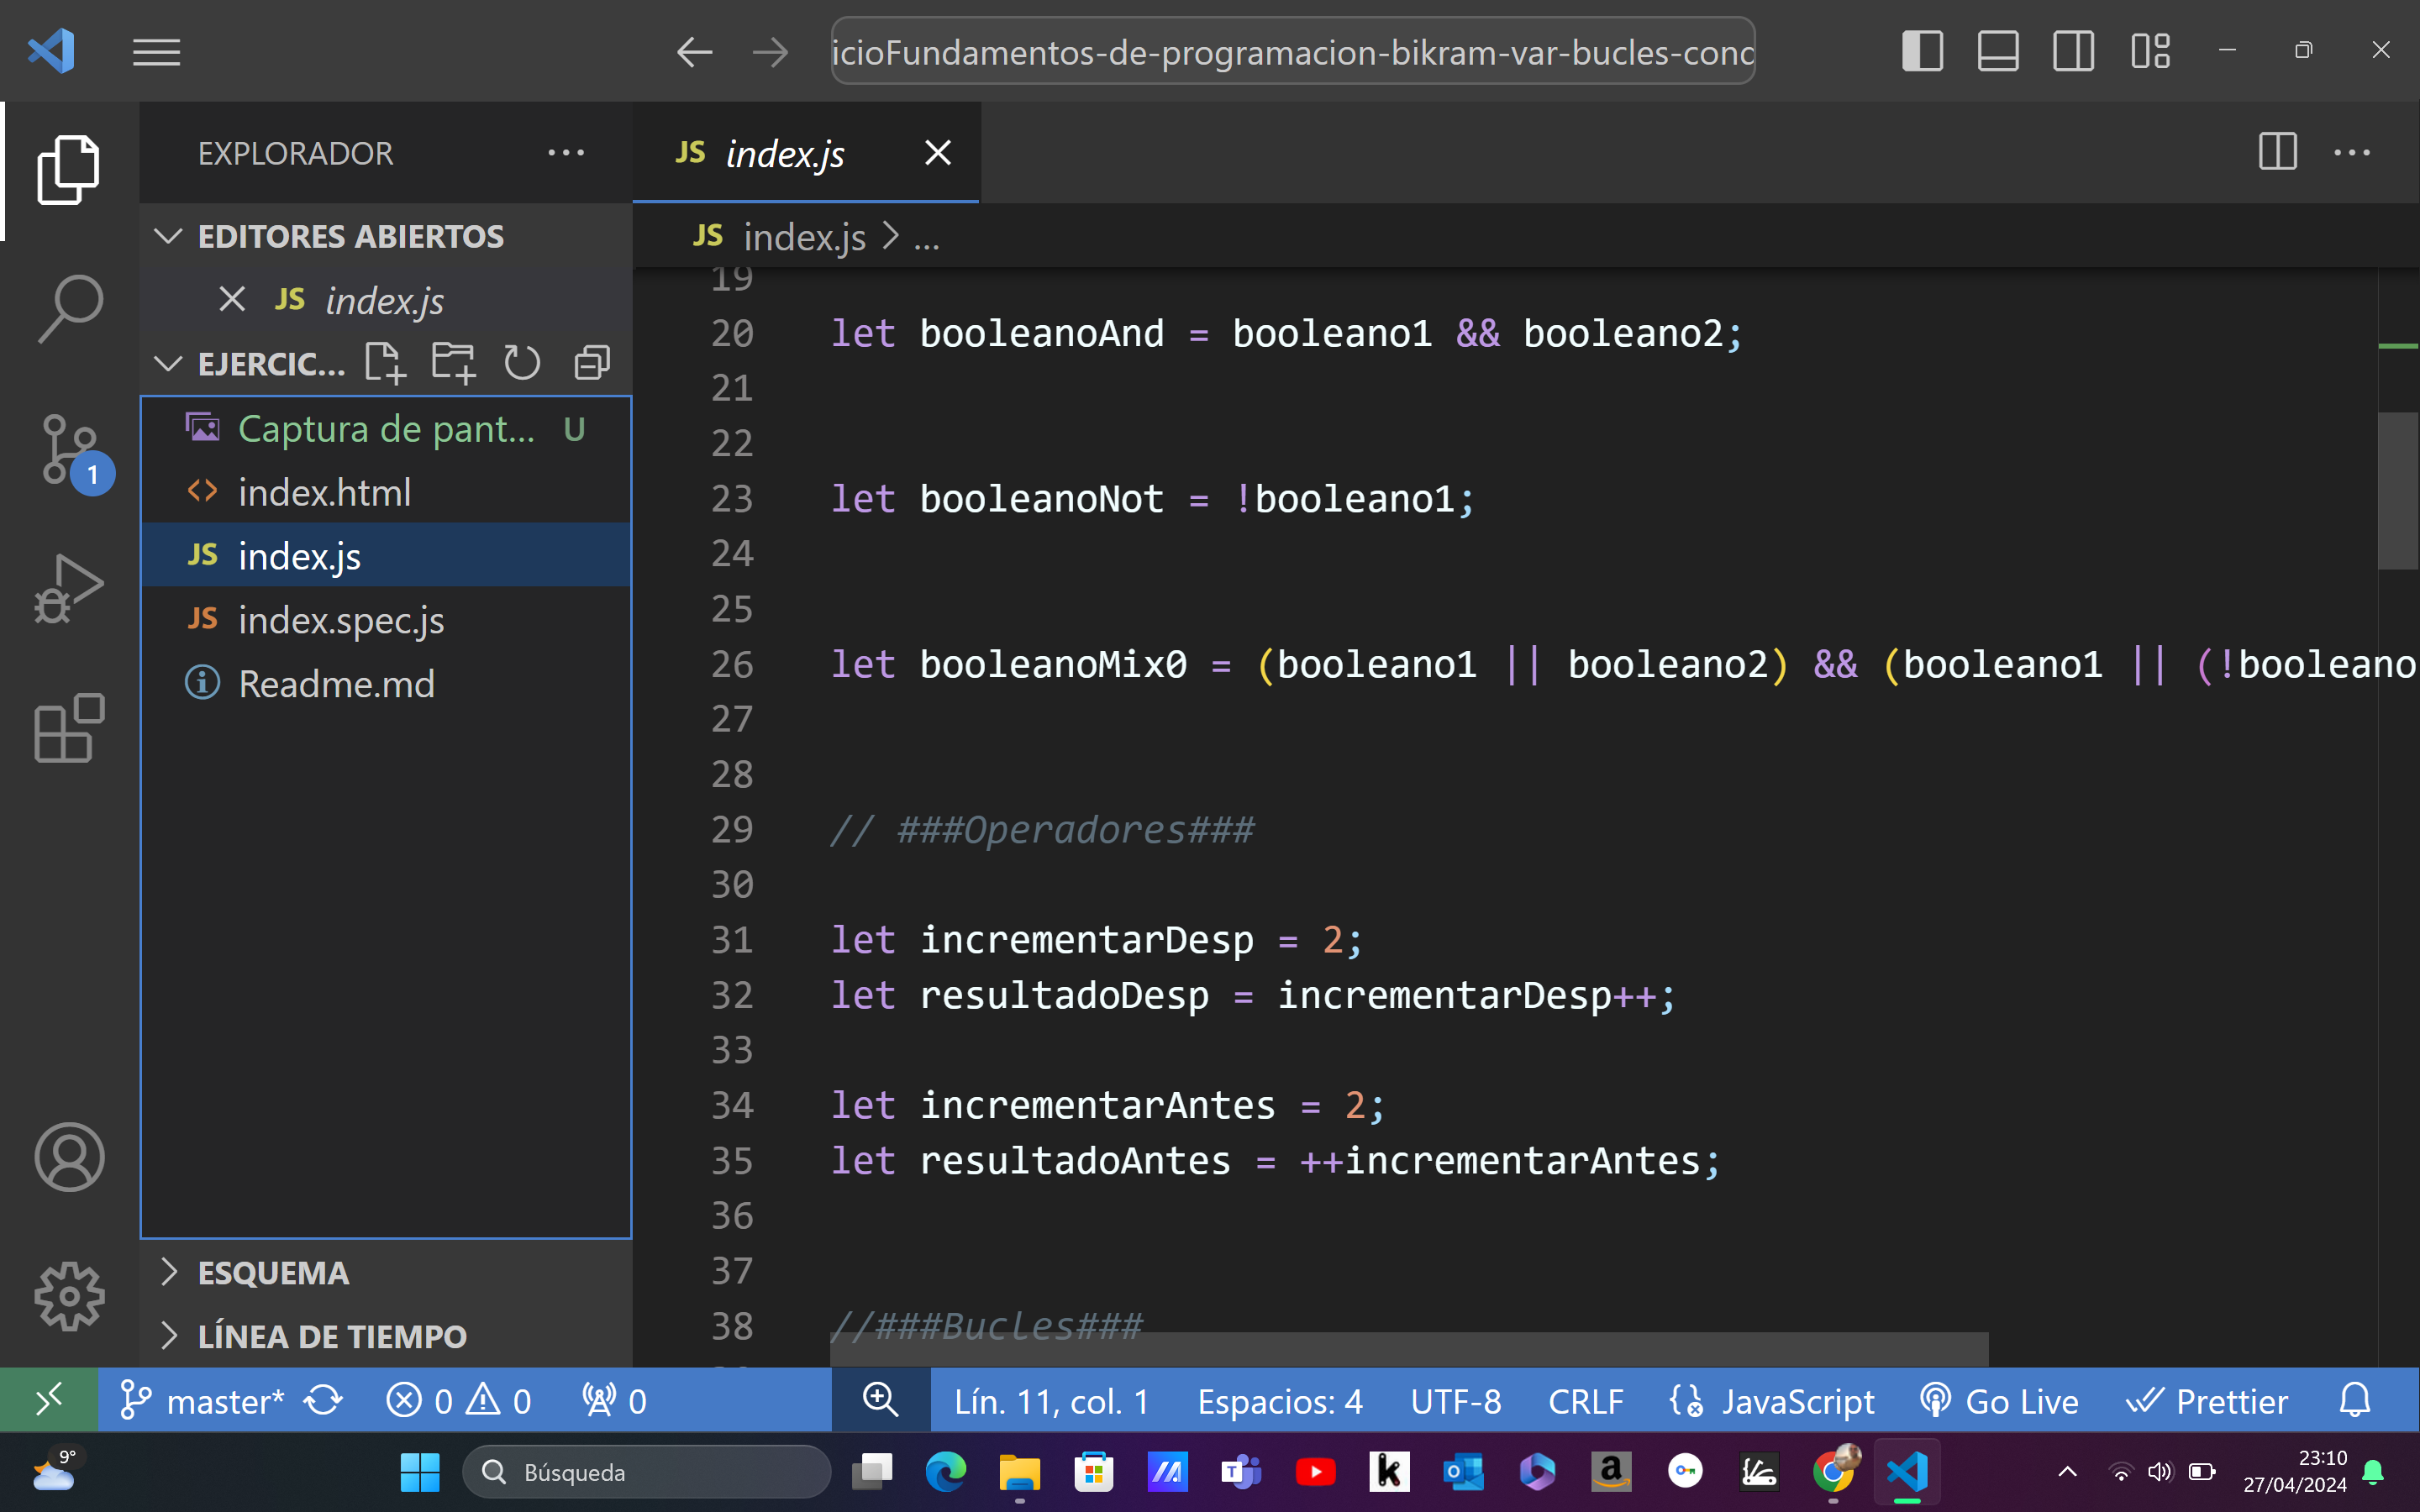 icioFundamentos-de-programacion-bikram-var-bucles-cond
EXPLORADOR
JS index.js
EDITORES ABIERTOS
JS index.js
JS index.js > ...
EJERCIC...
Captura de pant... U
index.html
JS index.js
JS index.spec.js
Readme.md
1
ESQUEMA
LÍNEA DE TIEMPO
19
20 let booleanoAnd = booleano1 && booleano2;
21
22
23 let booleanoNot = !booleano1;
24
25
26 let booleanoMix0 = (booleano1 || booleano2) && (booleano1 || (!booleano
27
28
29 // ###Operadores###
30
31 let incrementarDesp = 2;
32 let resultadoDesp = incrementarDesp++;
33
34 let incrementarAntes = 2;
35 let resultadoAntes = ++incrementarAntes;
36
37
38 //###Bucles###
master* 0 0 0 Lín. 11, col. 1 Espacios: 4 UTF-8 CRLF JavaScript Go Live Prettier
9° Búsqueda 23:10
27/04/2024